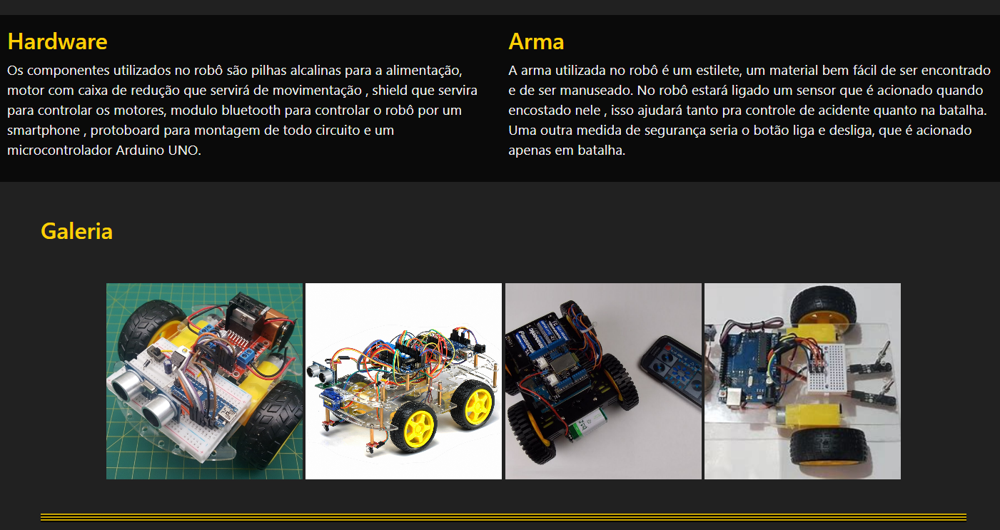 Hardware
Os componentes utilizados no robô são pilhas alcalinas para a alimentação,
motor com caixa de redução que servirá de movimentação , shield que servira
para controlar os motores, modulo bluetooth para controlar o robô por um
smartphone , protoboard para montagem de todo circuito e um
microcontrolador Arduino UNO.
Arma
A arma utilizada no robô é um estilete, um material bem fácil de ser encontrado
e de ser manuseado. No robô estará ligado um sensor que é acionado quando
encostado nele , isso ajudará tanto pra controle de acidente quanto na batalha.
Uma outra medida de segurança seria o botão liga e desliga, que é acionado
apenas em batalha.
Galeria